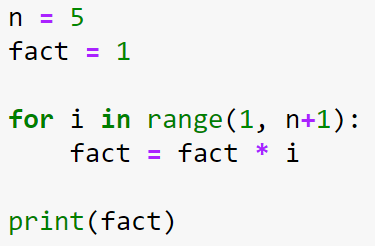 n = 5
fact = 1

for i in range(1, n+1):
    fact = fact * i

print(fact)